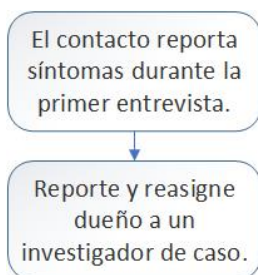 El contacto reporta
síntomas durante la
primer entrevista.
Reporte y reasigne
dueño a un
investigador de caso.